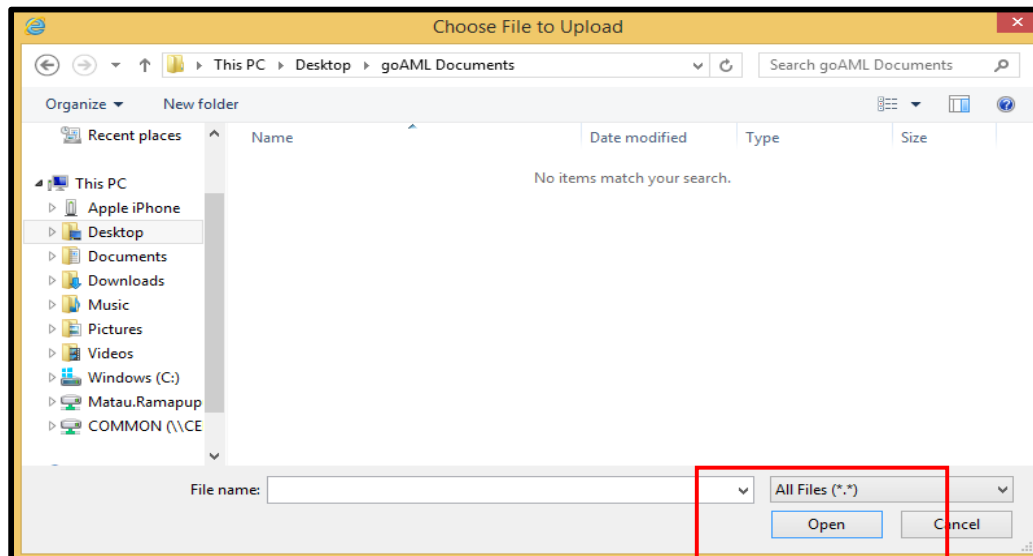 Choose File to Upload
This PC Desktop goAML Documents Search goAML Documents
Organize New folder
Recent places Name Date modified Type Size
No items match your search.
This PC
Apple iPhone
Desktop
Documents
Downloads
Music
Pictures
Videos
Windows (C:)
Matau.Ramapup
COMMON (\\CE
File name: All Files (*.*)
Open Cancel